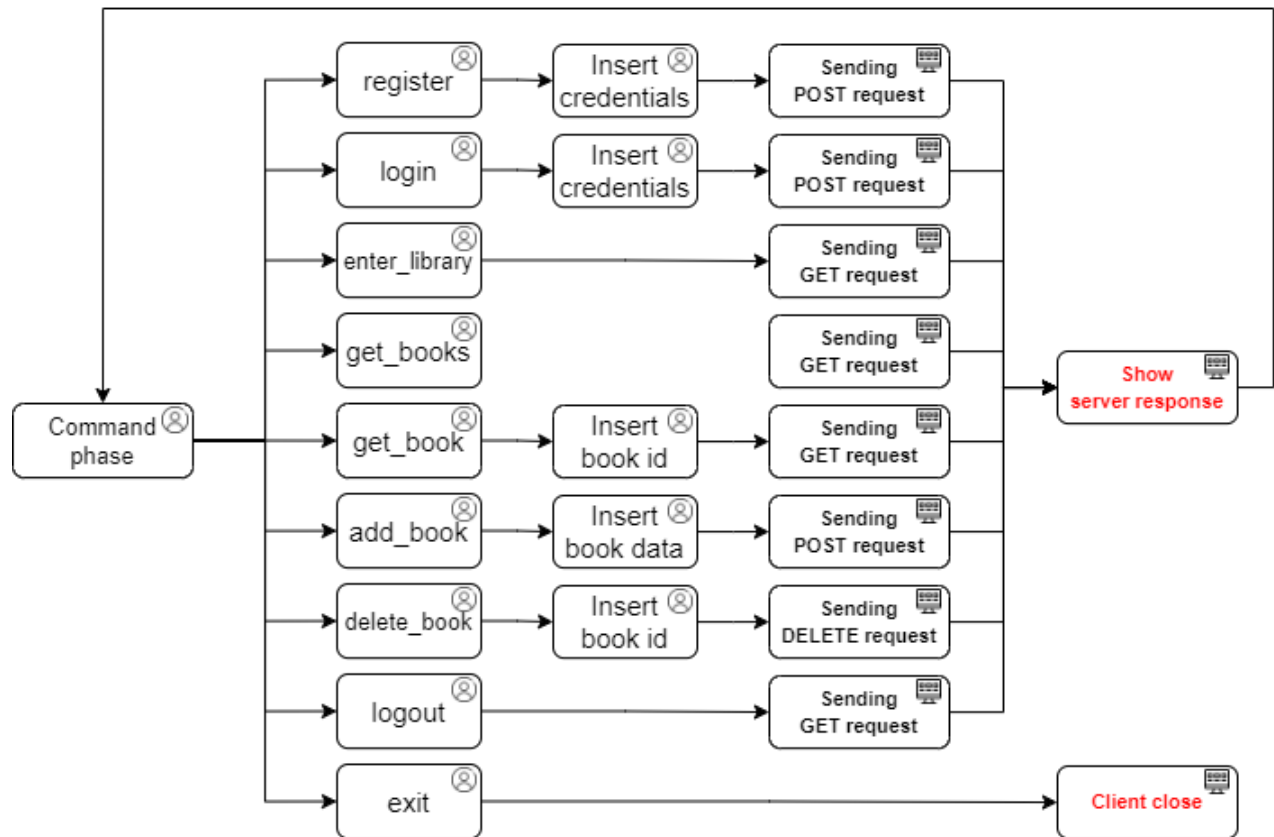 register
Insert
credentials
Sending
POST request
login
Insert
credentials
Sending
POST request
enter_library
Sending
GET request
get_books
Sending
GET request
Show
server response
Command
phase
get_book
Insert
book id
Sending
GET request
add_book
Insert
book data
Sending
POST request
delete_book
Insert
book id
Sending
DELETE request
logout
Sending
GET request
exit
Client close